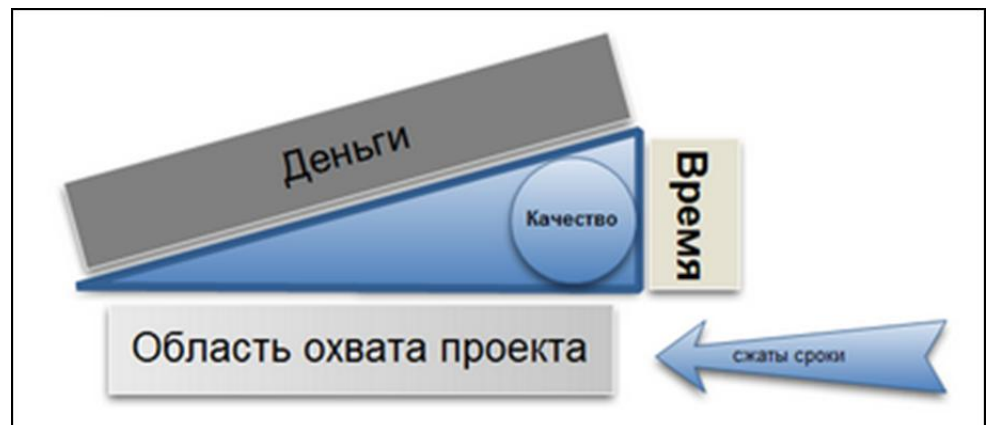 Деньги
Качество
Время
Область охвата проекта
сжаты сроки